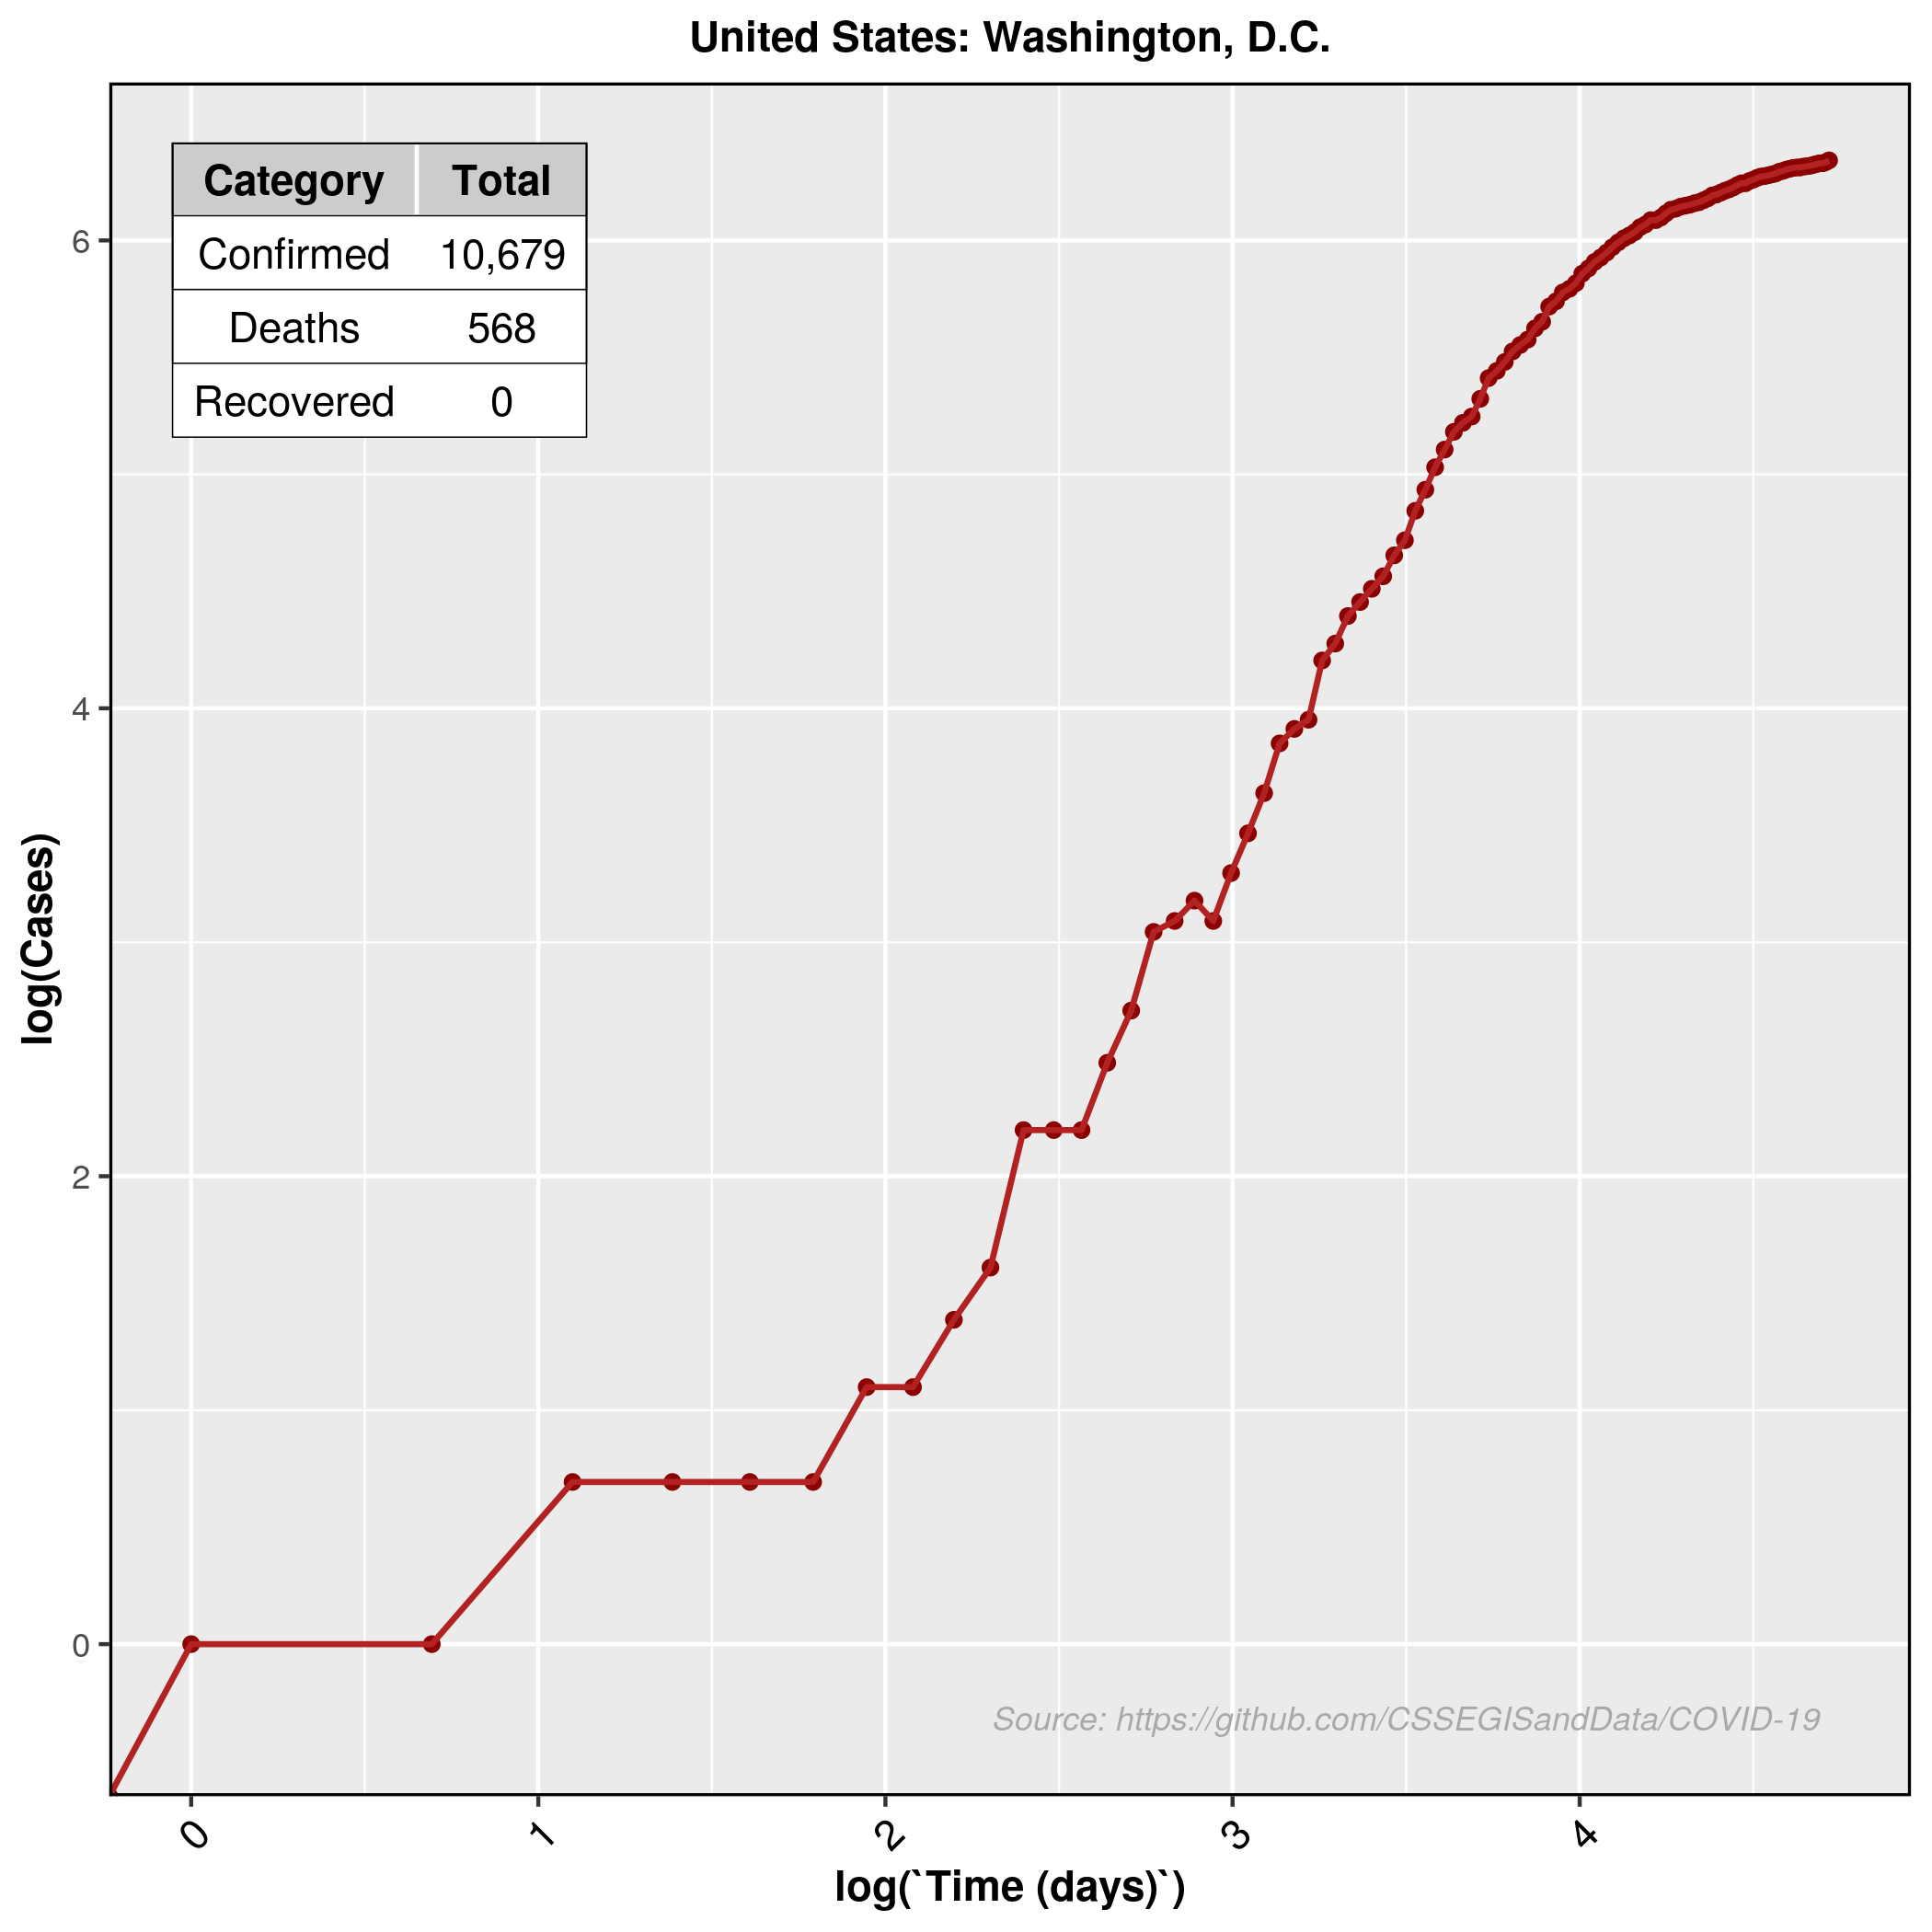 United States: Washington, D.C.
Category Total
Confirmed 10,679
Deaths 568
Recovered 0
6
4
2
0
log(Cases)
Source: https://github.com/CSSEGISandData/COVID-19
0 1 2 3 4
log(`Time (days)`)